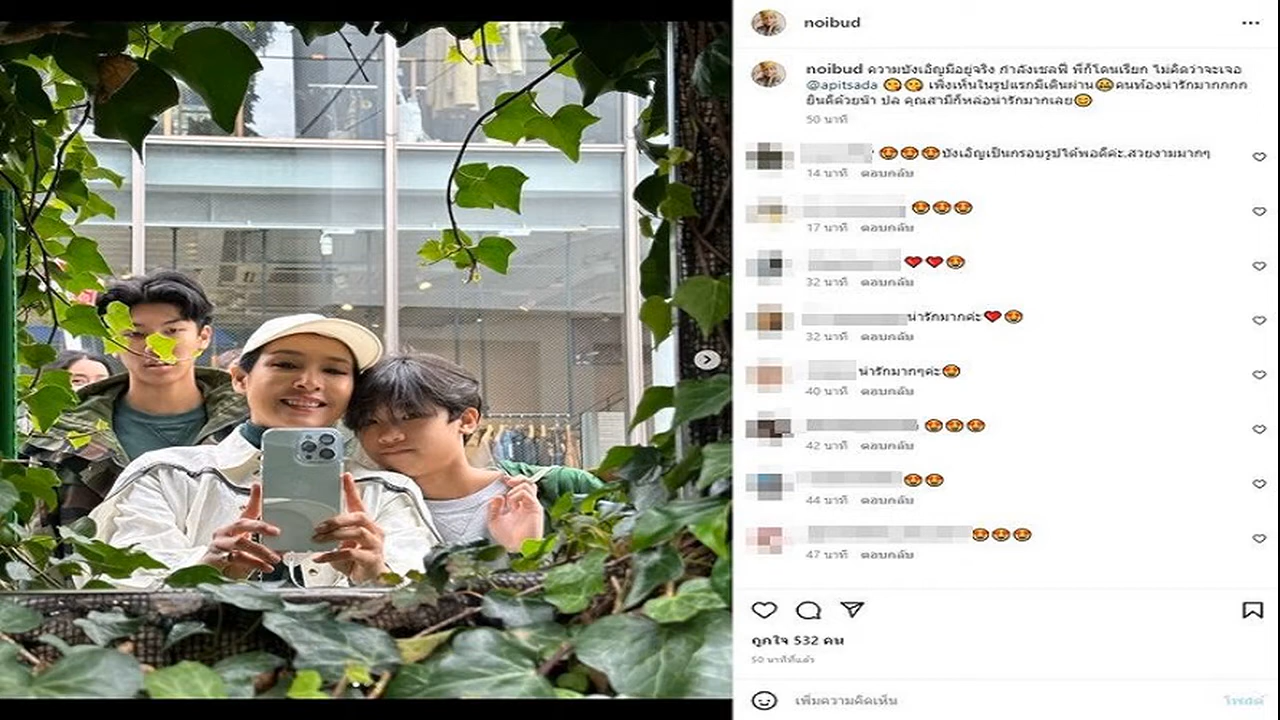 noibud
noibud ความบังเอิญมีอยู่จริง กำลังเซลฟี่ พี่ก็โดนเรียก ไม่คิดว่าจะเจอ
@apitsada 😋😋 เพิ่งเห็นในรูปแรกมีเดินผ่าน😄คนท้องน่ารักมากกกก
ยินดีด้วยน้า ปล คุณสามีก็หล่อน่ารักมากเลย😊
50 นาที
😍😍😍บังเอิญเป็นกรอบรูปได้พอดีค่ะ.สวยงามมากๆ
14 นาที ตอบกลับ
😍😍😍
17 นาที ตอบกลับ
❤️❤️😍
32 นาที ตอบกลับ
น่ารักมากค่ะ❤️😍
32 นาที ตอบกลับ
น่ารักมากๆค่ะ😍
40 นาที ตอบกลับ
😍😍😍
42 นาที ตอบกลับ
😍😍
44 นาที ตอบกลับ
😍😍😍
47 นาที ตอบกลับ
ถูกใจ 532 คน
50 นาทีที่แล้ว
เพิ่มความคิดเห็น
โพสต์